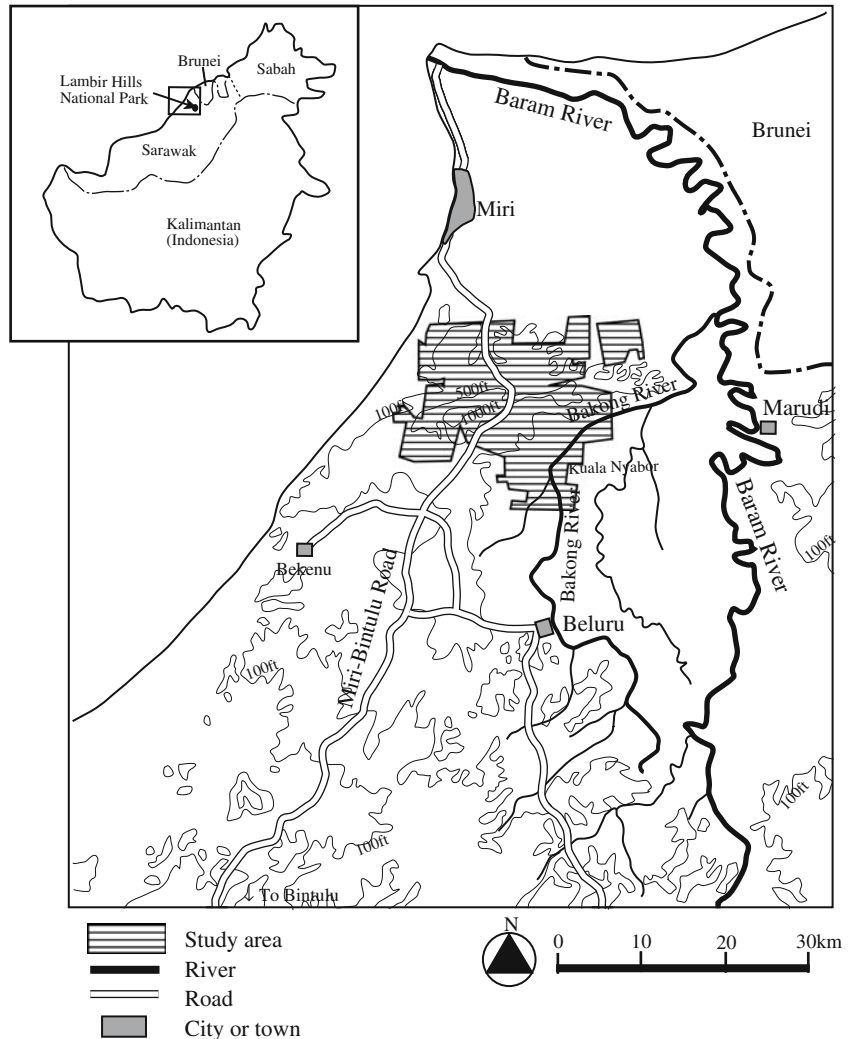 Brunei
Sabah
Lambir Hills
National Park
Sarawak
Kalimantan
(Indonesia)
Baram River
Brunei
Miri
500ft
100ft
1000ft
Bakong River
Marudi
Kuala Nyabor
Baram River
Bakong River
100ft
Bekenu
Miri-Bintulu Road
Beluru
100ft
100ft
100ft
↓ To Bintulu
Study area
River
Road
City or town
N
0 10 20 30km